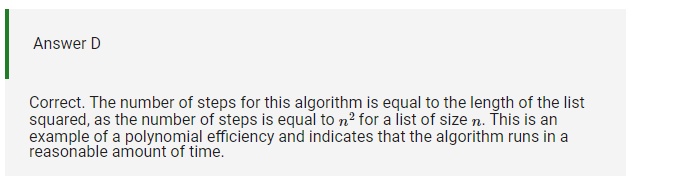 Answer D
Correct. The number of steps for this algorithm is equal to the length of the list
squared, as the number of steps is equal to n² for a list of size n. This is an
example of a polynomial efficiency and indicates that the algorithm runs in a
reasonable amount of time.